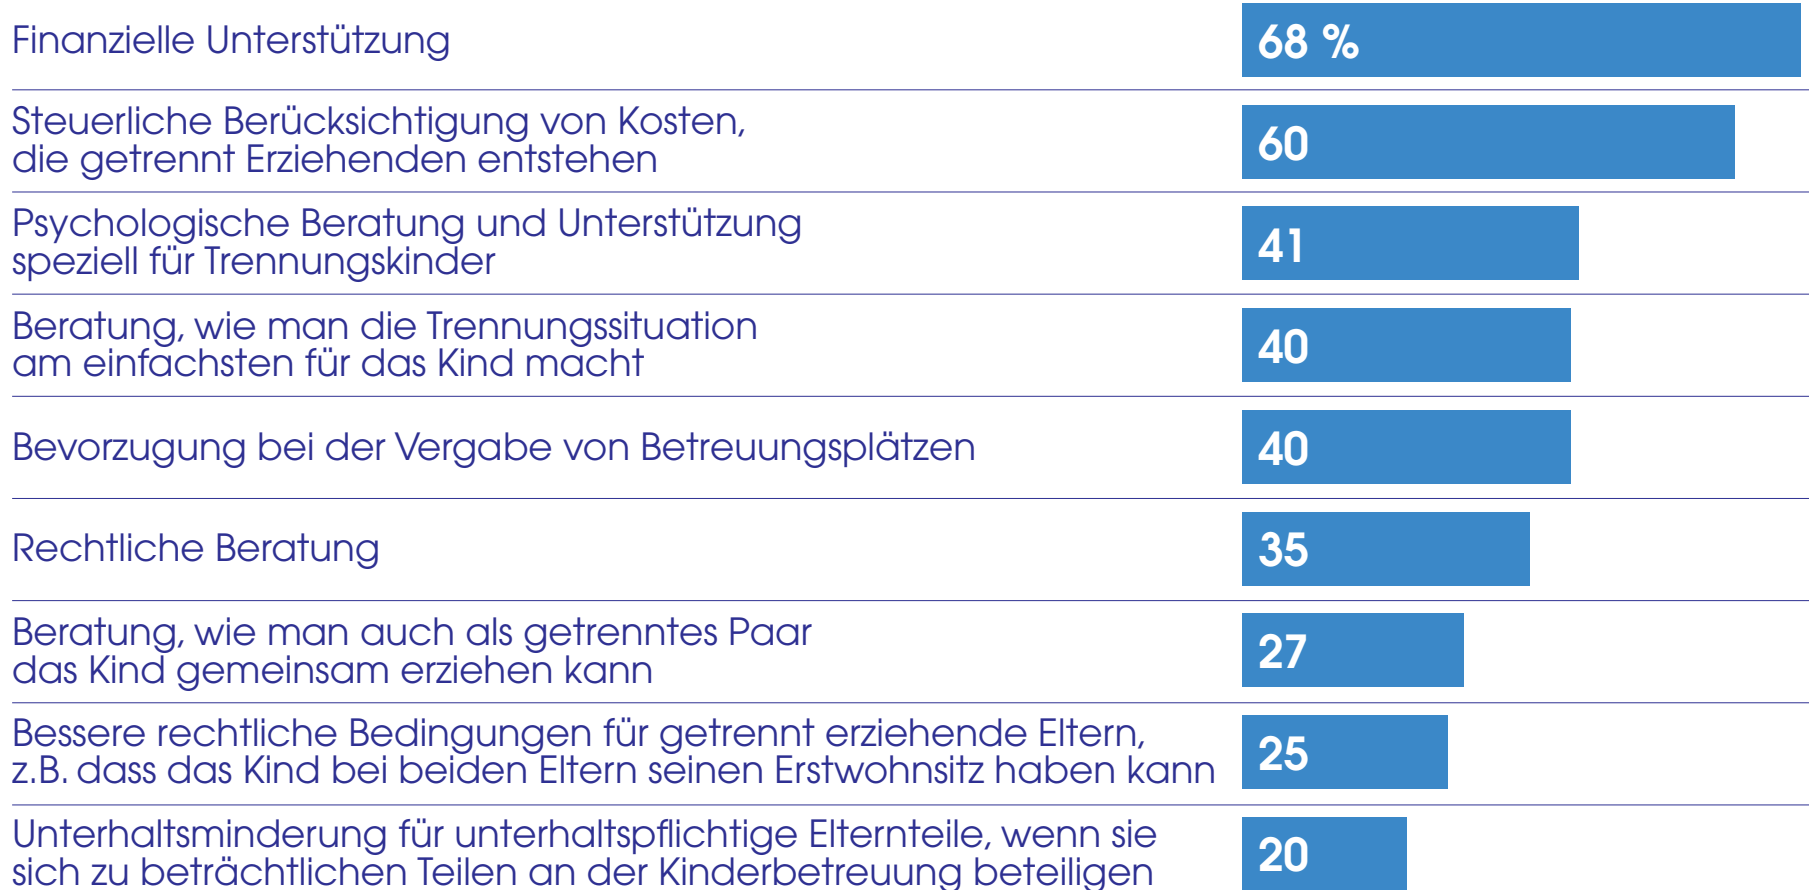 Finanzielle Unterstützung
68 %
Steuerliche Berücksichtigung von Kosten,
die getrennt Erziehenden entstehen
60
Psychologische Beratung und Unterstützung
speziell für Trennungskinder
41
Beratung, wie man die Trennungssituation
am einfachsten für das Kind macht
40
Bevorzugung bei der Vergabe von Betreuungsplätzen
40
Rechtliche Beratung
35
Beratung, wie man auch als getrenntes Paar
das Kind gemeinsam erziehen kann
27
Bessere rechtliche Bedingungen für getrennt erziehende Eltern,
z.B. dass das Kind bei beiden Eltern seinen Erstwohnsitz haben kann
25
Unterhaltsminderung für unterhaltspflichtige Elternteile, wenn sie
sich zu beträchtlichen Teilen an der Kinderbetreuung beteiligen
20